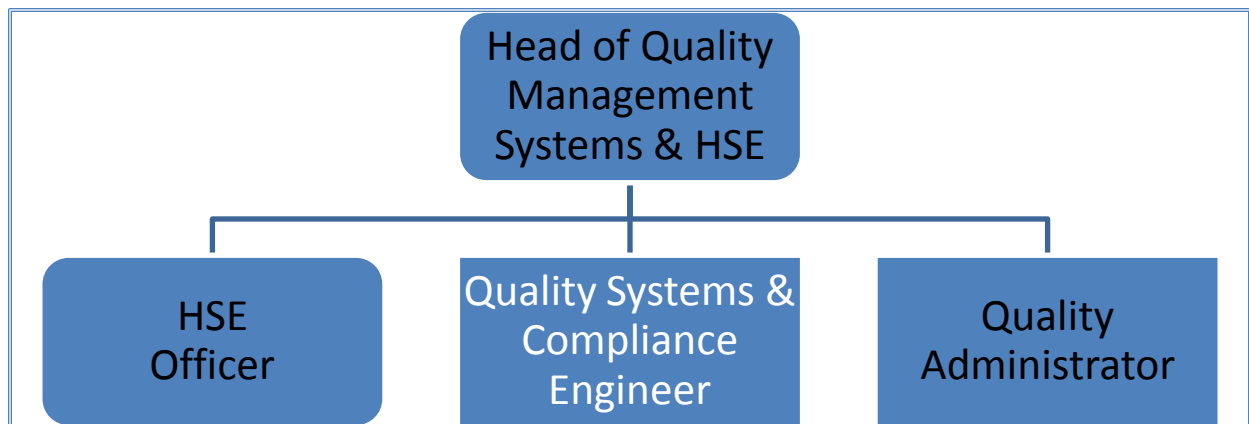 Head of Quality
Management
Systems & HSE
HSE
Officer
Quality Systems &
Compliance
Engineer
Quality
Administrator